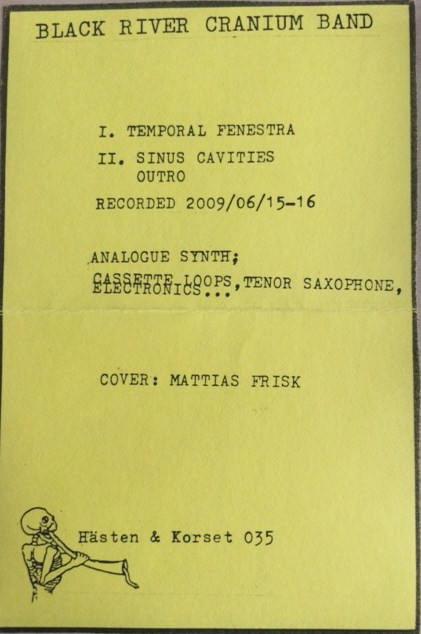 BLACK RIVER CRANIUM BAND
I. TEMPORAL FENESTRA
II. SINUS CAVITIES
OUTRO
RECORDED 2009/06/15-16
ANALOGUE SYNTH;
CASSETTE LOOPS, TENOR SAXOPHONE,
ELECTRONICS...
COVER: MATTIAS FRISK
Hästen & Korset 035